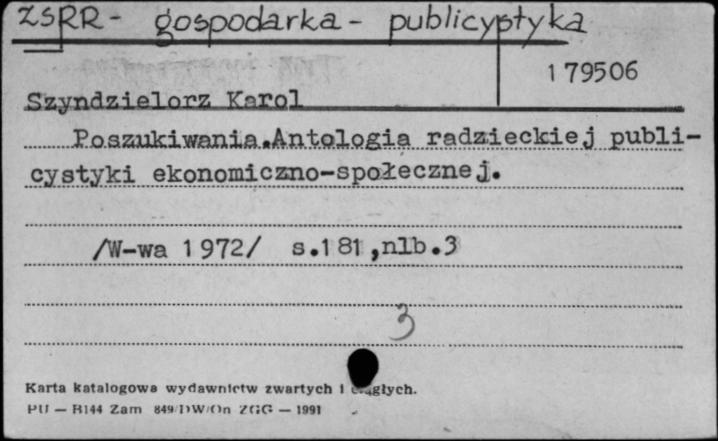 ZSRR - gospodarka - publicystyka
179506
Szyndzielorz Karol
Poszukiwania.Antologia radzieckiej publi-
cystyki ekonomiczno-społecznej.
/W-wa 1972/ s.181,nlb.3
3
Karta katalogowa wydawnictw zwartych i ciągłych.
PU — B144 Zam 849/DW/On ZGG — 1991